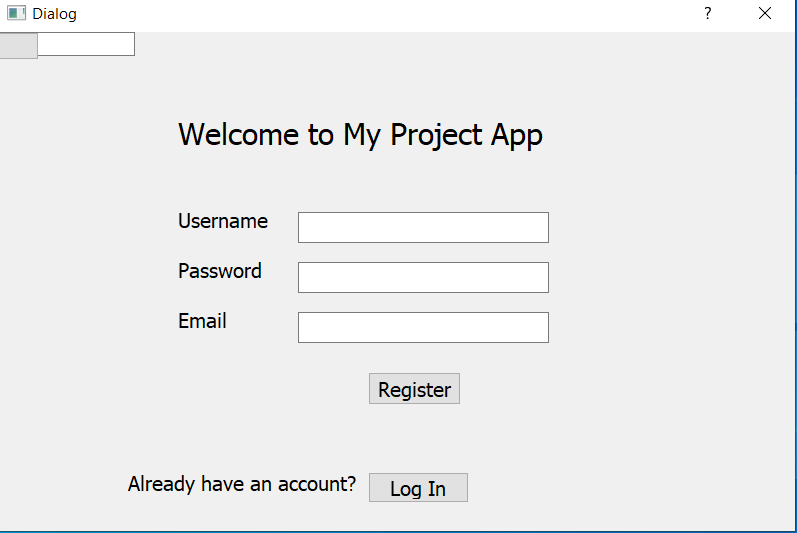 Dialog ?
Welcome to My Project App
Username
Password
Email
Register
Already have an account? Log In